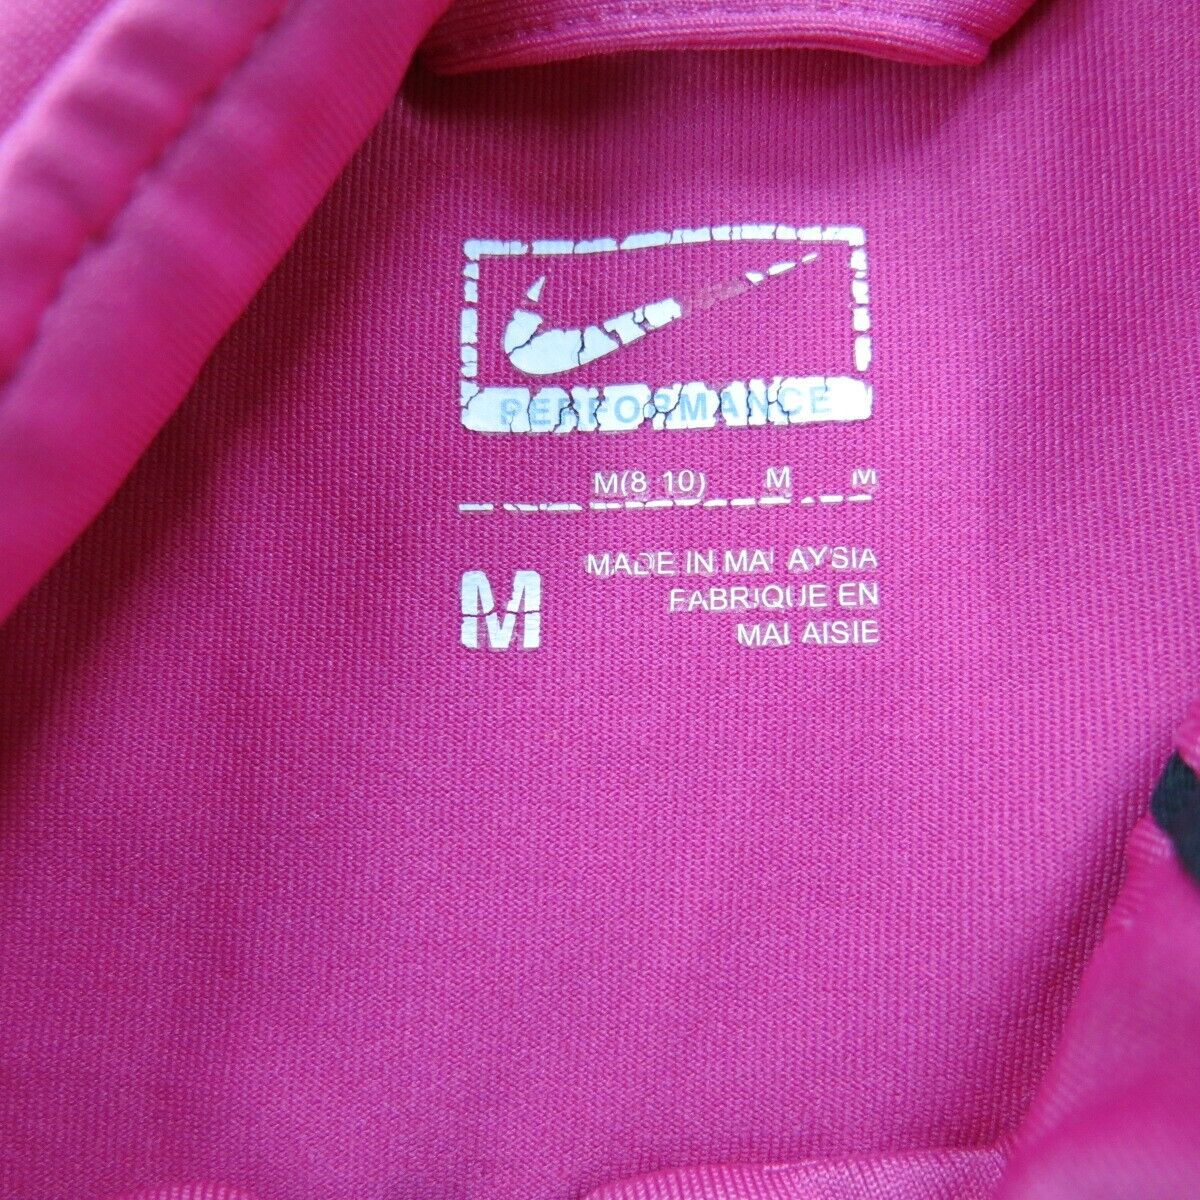 PERFORMANCE
M(8 10) M M
M
MADE IN MALAYSIA
FABRIQUE EN
MALAISIE